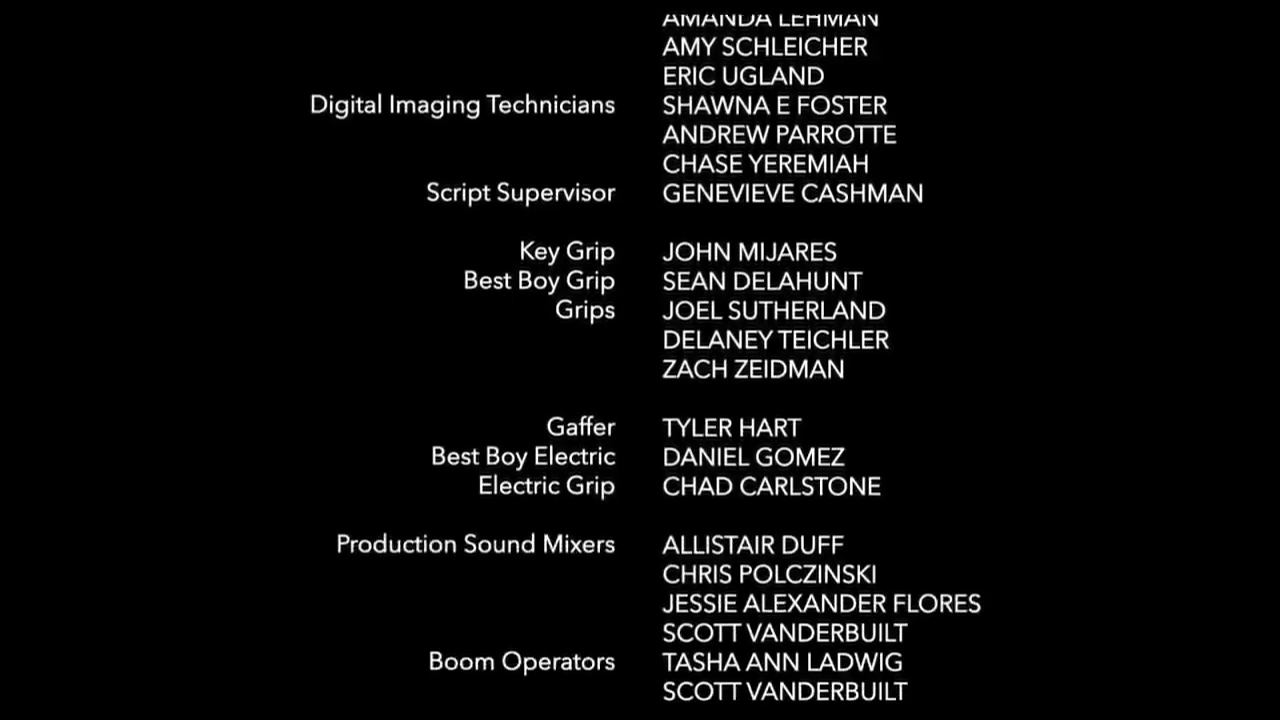 AMANDA LEHMAN
AMY SCHLEICHER
ERIC UGLAND
Digital Imaging Technicians SHAWNA E FOSTER
ANDREW PARROTTE
CHASE YEREMIAH
Script Supervisor GENEVIEVE CASHMAN
Key Grip JOHN MIJARES
Best Boy Grip SEAN DELAHUNT
Grips JOEL SUTHERLAND
DELANEY TEICHLER
ZACH ZEIDMAN
Gaffer TYLER HART
Best Boy Electric DANIEL GOMEZ
Electric Grip CHAD CARLSTONE
Production Sound Mixers ALLISTAIR DUFF
CHRIS POLCZINSKI
JESSIE ALEXANDER FLORES
SCOTT VANDERBUILT
Boom Operators TASHA ANN LADWIG
SCOTT VANDERBUILT